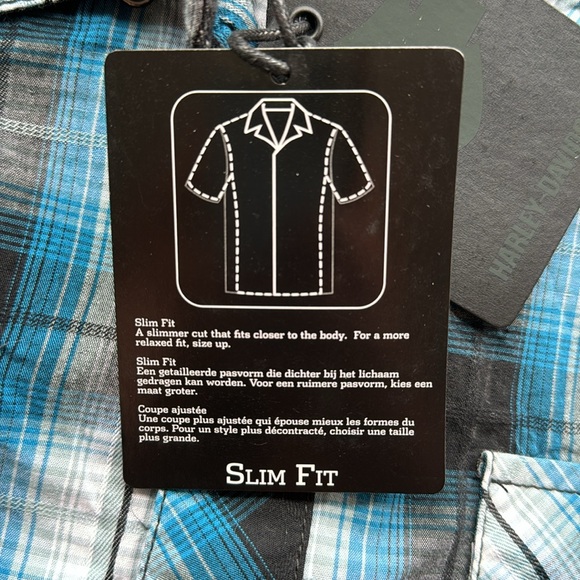 HARLEY-DAVI
Slim Fit
A slimmer cut that fits closer to the body. For a more
relaxed fit, size up.
Slim Fit
Een getailleerde pasvorm die dichter bij het lichaam
gedragen kan worden. Voor een ruimere pasvorm, kies een
maat groter.
Coupe ajustée
Une coupe plus ajustée qui épouse mieux les formes du
corps. Pour un style plus décontracté, choisir une taille
plus grande.
SLIM FIT